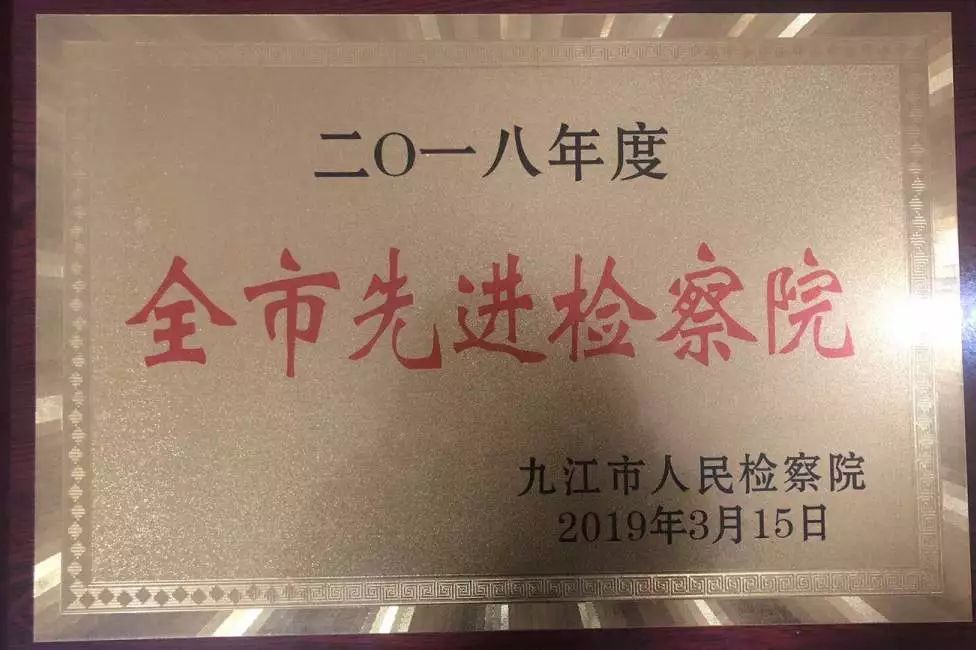 二〇一八年度
全市先进检察院
九江市人民检察院
2019年3月15日